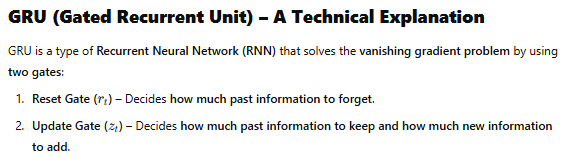 GRU (Gated Recurrent Unit) – A Technical Explanation
GRU is a type of Recurrent Neural Network (RNN) that solves the vanishing gradient problem by using
two gates:
1. Reset Gate (rₜ) – Decides how much past information to forget.
2. Update Gate (zₜ) – Decides how much past information to keep and how much new information
to add.